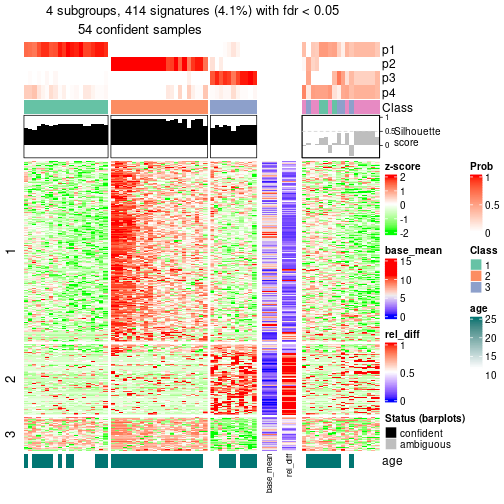 4 subgroups, 414 signatures (4.1%) with fdr < 0.05
54 confident samples
p1
p2
p3
p4
Class
1
0.5
0
Silhouette
score
1
2
3
base_mean
rel_diff
age
z-score
2
1
0
-1
-2
base_mean
15
10
5
0
rel_diff
1
0.5
0
Status (barplots)
confident
ambiguous
Prob
1
0.5
0
Class
1
2
3
age
25
20
15
10